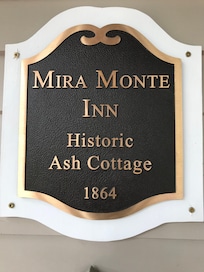 MIRA MONTE
INN
Historic
Ash Cottage
1864